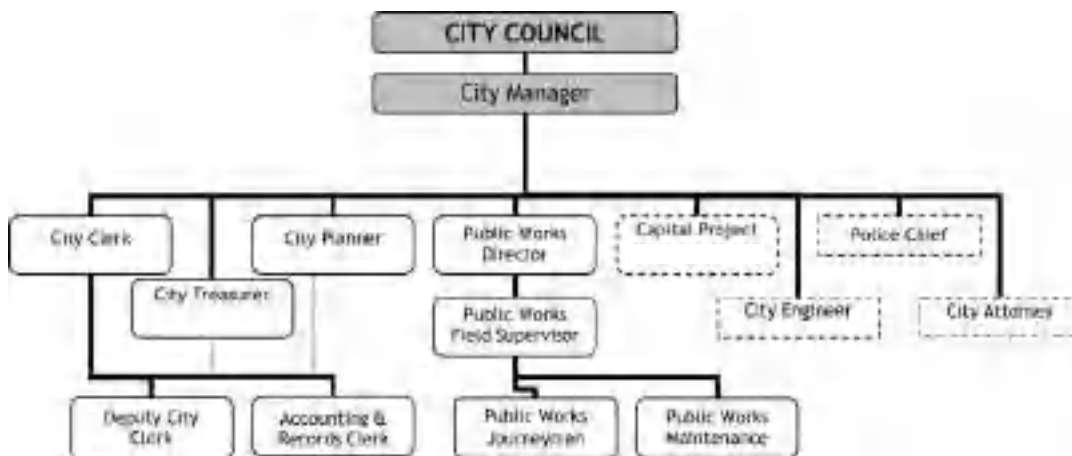 CITY COUNCIL
City Manager
City Clerk
City Planner
Public Works
Director
Capital Project
Police Chief
City Treasurer
Public Works
Field Supervisor
City Engineer
City Attorney
Deputy City
Clerk
Accounting &
Records Clerk
Public Works
Journeyman
Public Works
Maintenance